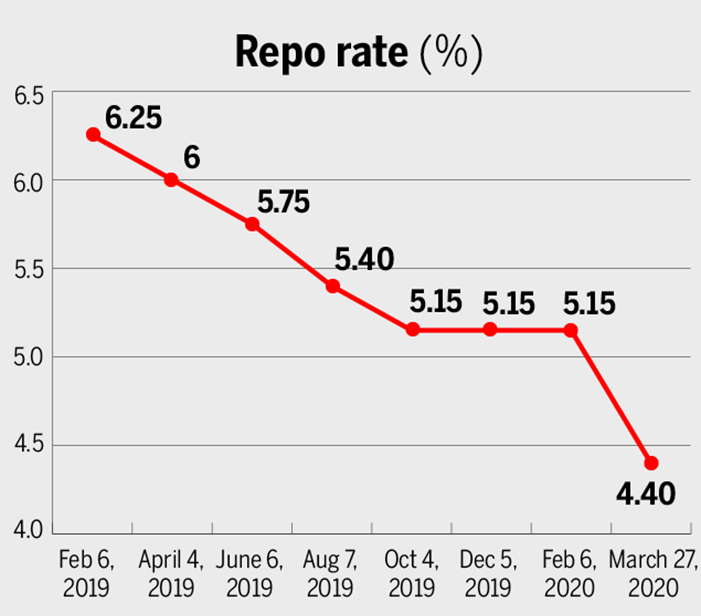 Repo rate (%)
6.5
6.0
5.5
5.0
4.5
4.0
6.25
6
5.75
5.40
5.15
5.15
5.15
4.40
Feb 6,
2019
April 4,
2019
June 6,
2019
Aug 7,
2019
Oct 4,
2019
Dec 5,
2019
Feb 6,
2020
March 27,
2020